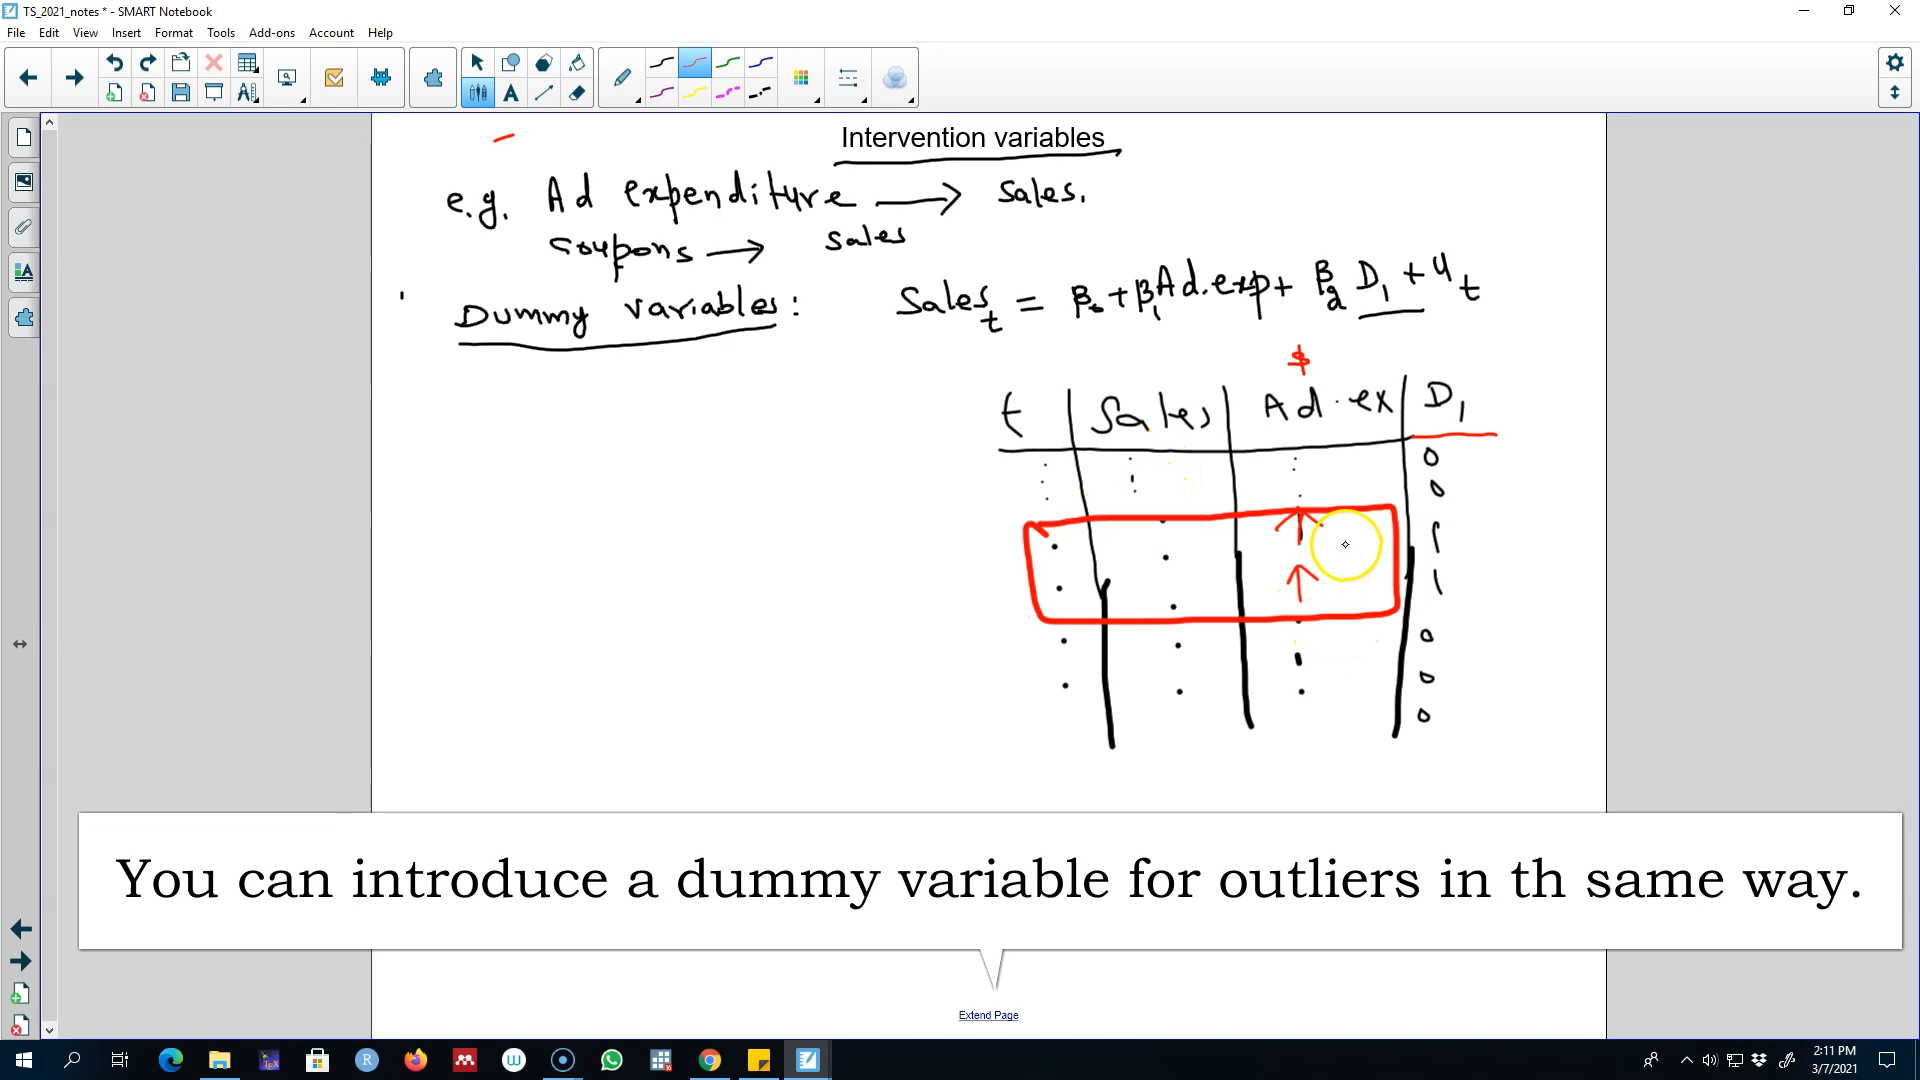 TS_2021_notes * - SMART Notebook
File Edit View Insert Format Tools Add-ons Account Help
Intervention variables
e.g. Ad expenditure → Sales.
Coupons → Sales
Dummy variables: Sales_t = β₀ + β₁ Ad.exp + β₂ D₁ + u_t
$
t Sales Ad.ex D₁
0
0
1
1
0
0
0
You can introduce a dummy variable for outliers in th same way.
Extend Page
2:11 PM
3/7/2021